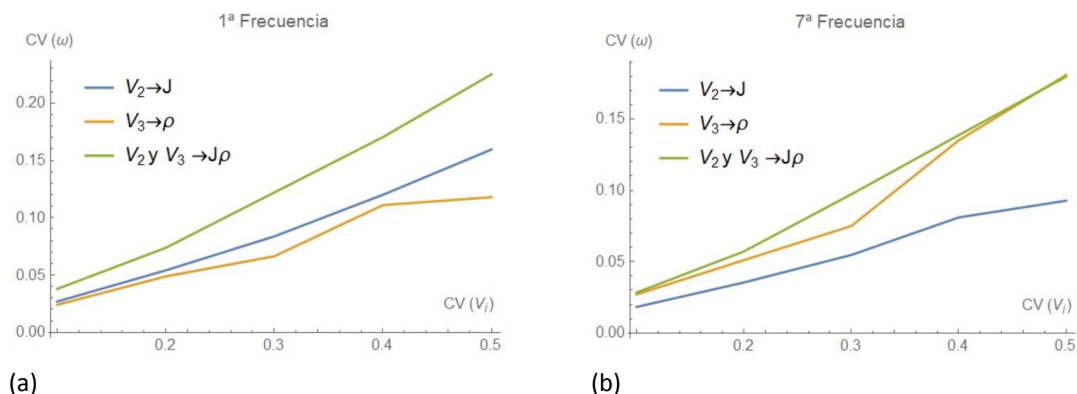 1ª Frecuencia
CV (ω)
0.20
0.15
0.10
0.05
0.00
V₂→J
V₃→ρ
V₂ y V₃ →Jρ
CV (Vᵢ)
0.2 0.3 0.4 0.5
(a)
7ª Frecuencia
CV (ω)
0.15
0.10
0.05
0.00
V₂→J
V₃→ρ
V₂ y V₃ →Jρ
CV (Vᵢ)
0.2 0.3 0.4 0.5
(b)